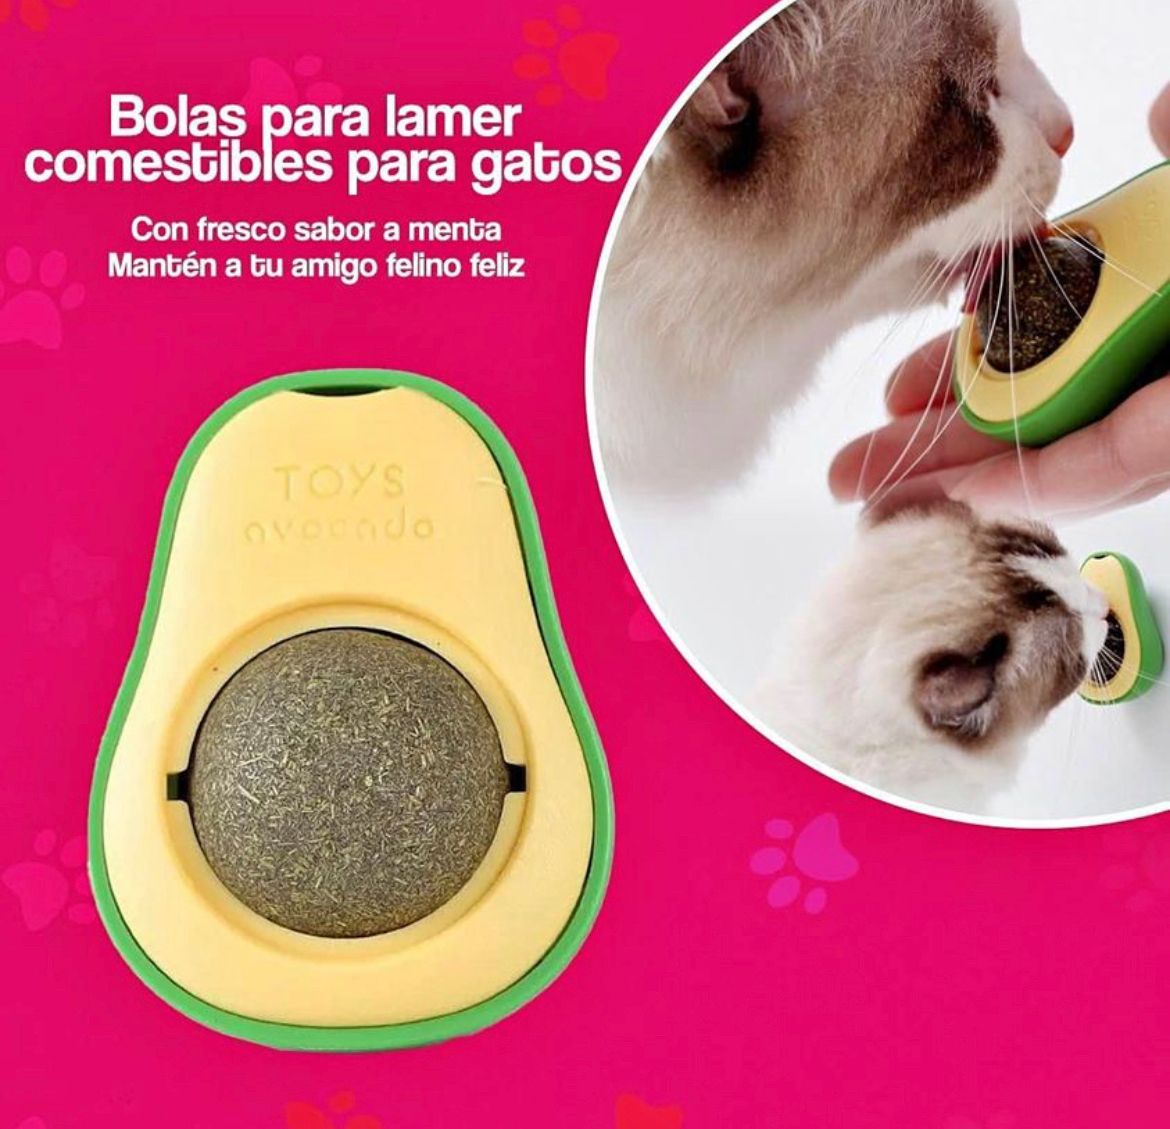 Bolas para lamer
comestibles para gatos
Con fresco sabor a menta
Mantén a tu amigo felino feliz
TOYS
avocado